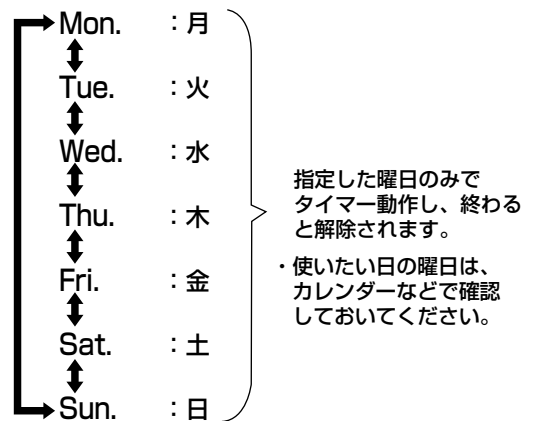 Mon. ：月
Tue. ：火
Wed. ：水
Thu. ：木
Fri. ：金
Sat. ：土
Sun. ：日
指定した曜日のみで
タイマー動作し、終わる
と解除されます。
・使いたい日の曜日は、
カレンダーなどで確認
しておいてください。